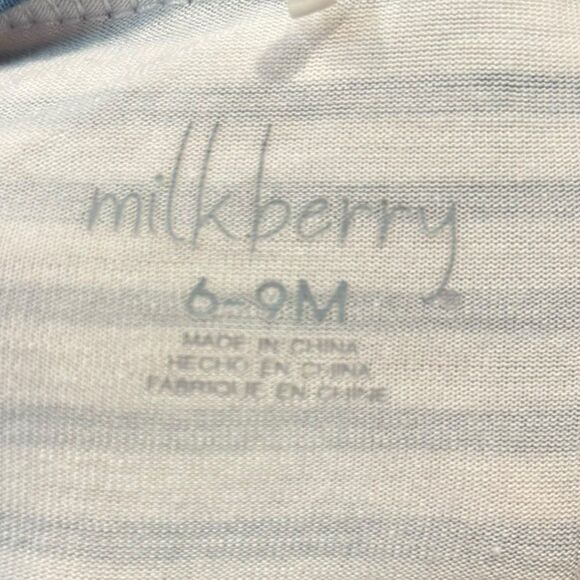 milkberry
6-9M
MADE IN CHINA
HECHO EN CHINA
FABRIQUE EN CHINE